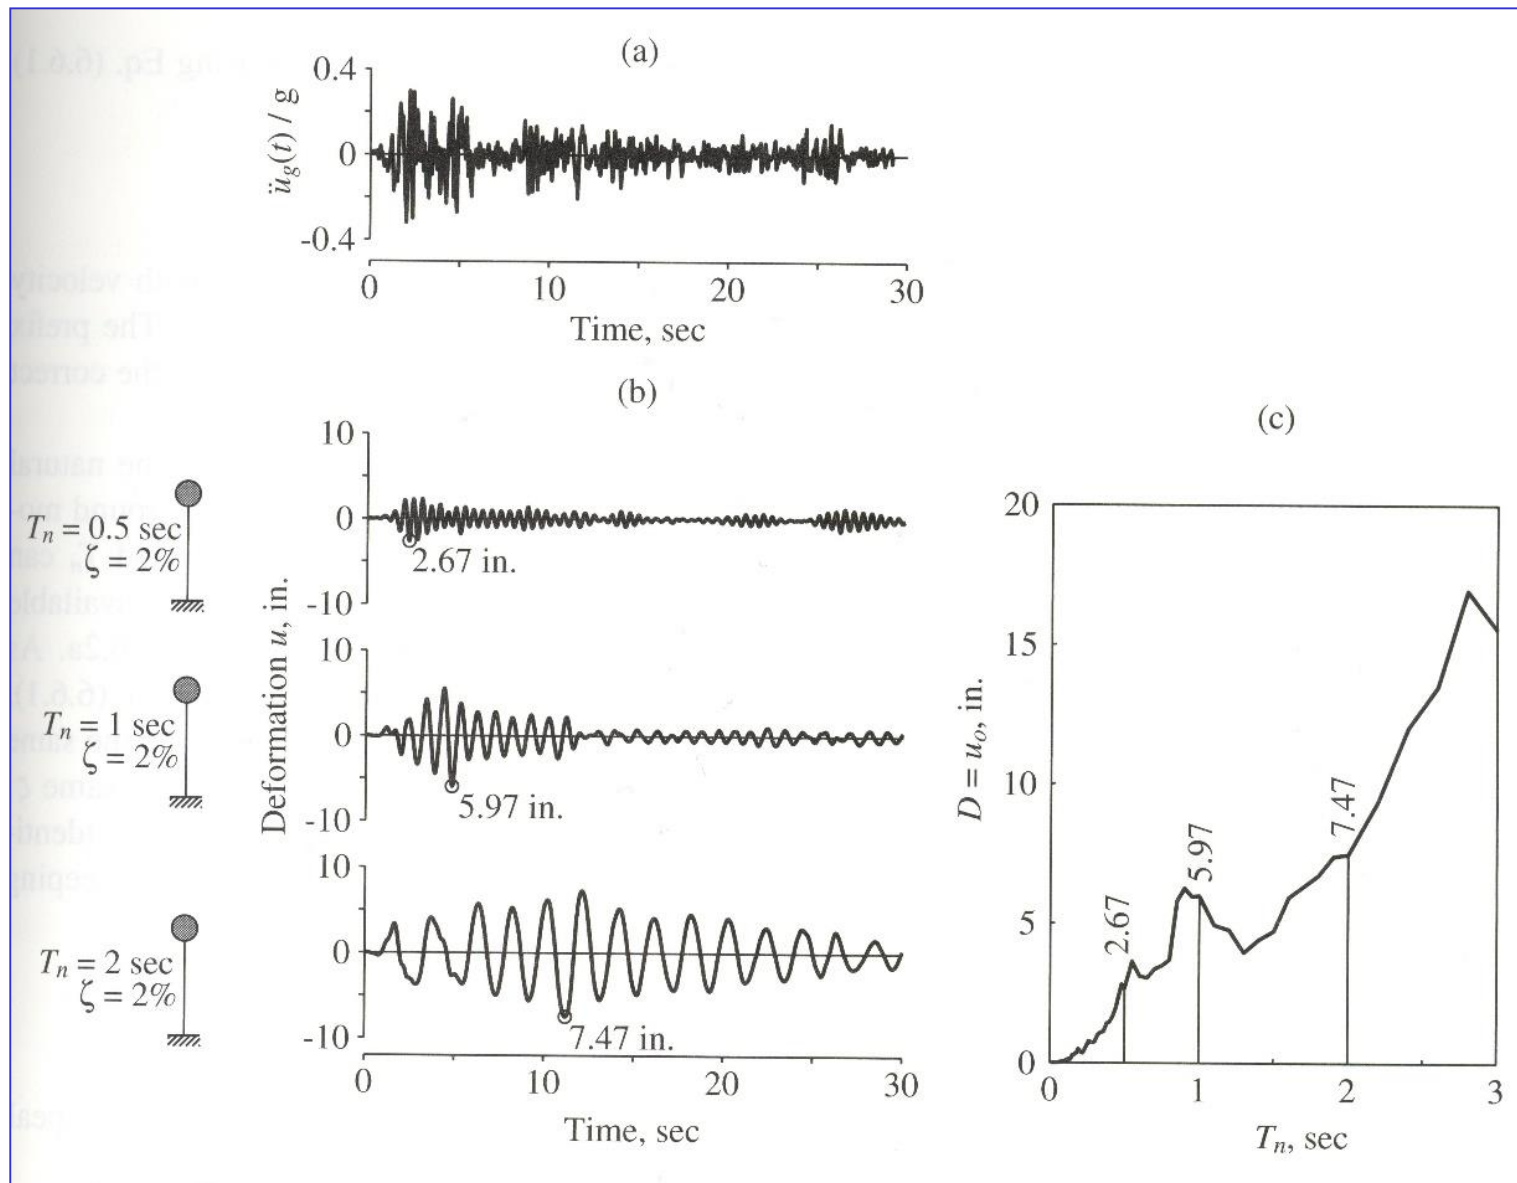 (a)
0.4
0
-0.4
ü_g(t) / g
0 10 20 30
Time, sec
(b)
10
0
-10
T_n = 0.5 sec
ζ = 2%
2.67 in.
10
0
-10
T_n = 1 sec
ζ = 2%
5.97 in.
10
0
-10
T_n = 2 sec
ζ = 2%
7.47 in.
Deformation u, in.
0 10 20 30
Time, sec
(c)
20
15
10
5
0
D = u_o, in.
2.67
5.97
7.47
0 1 2 3
T_n, sec